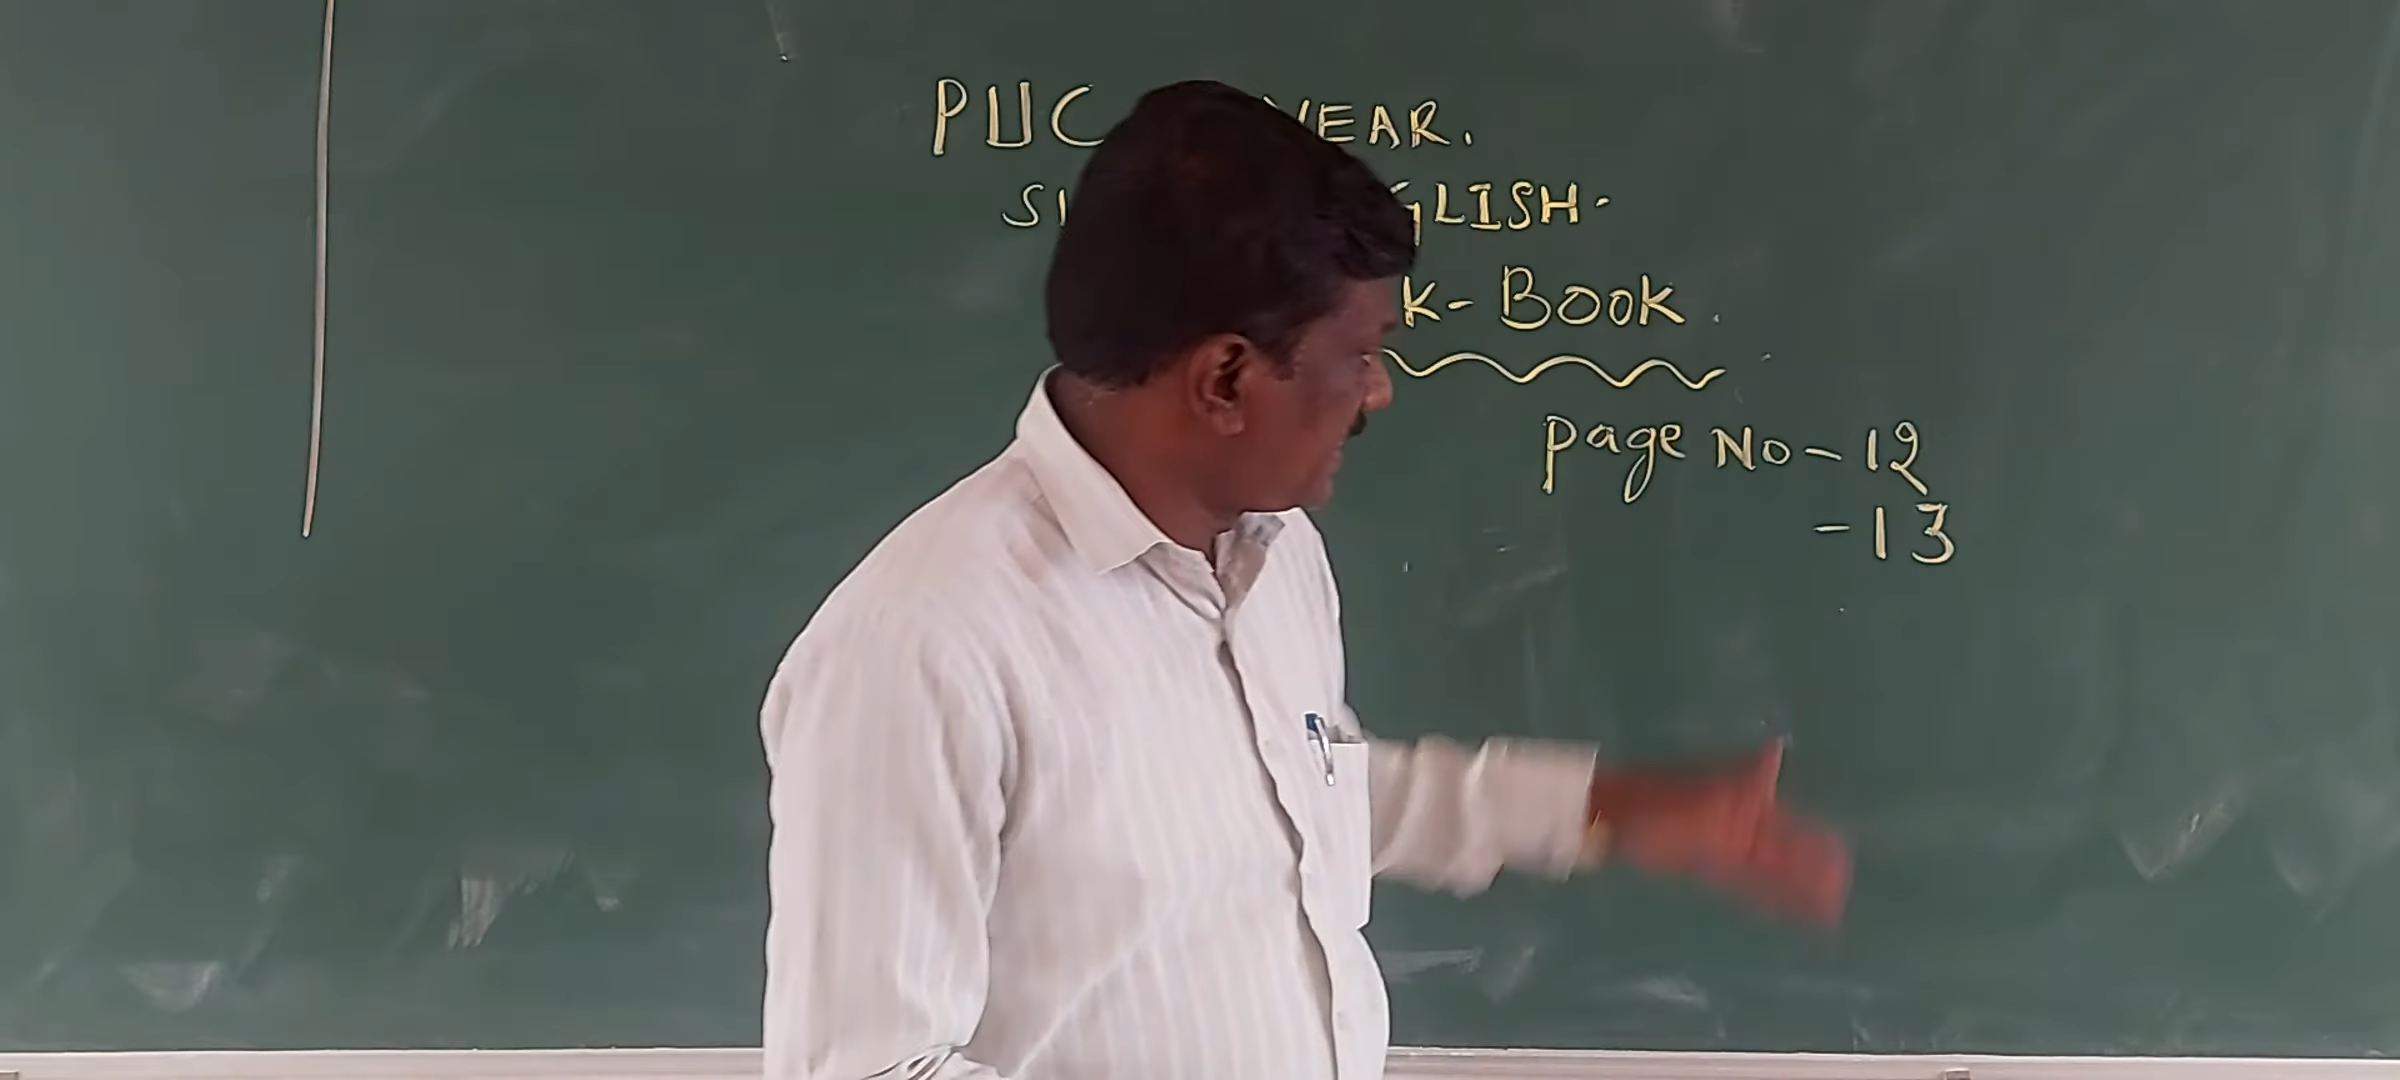 PUC YEAR.
GLISH.
K-BOOK.
Page No - 12
- 13